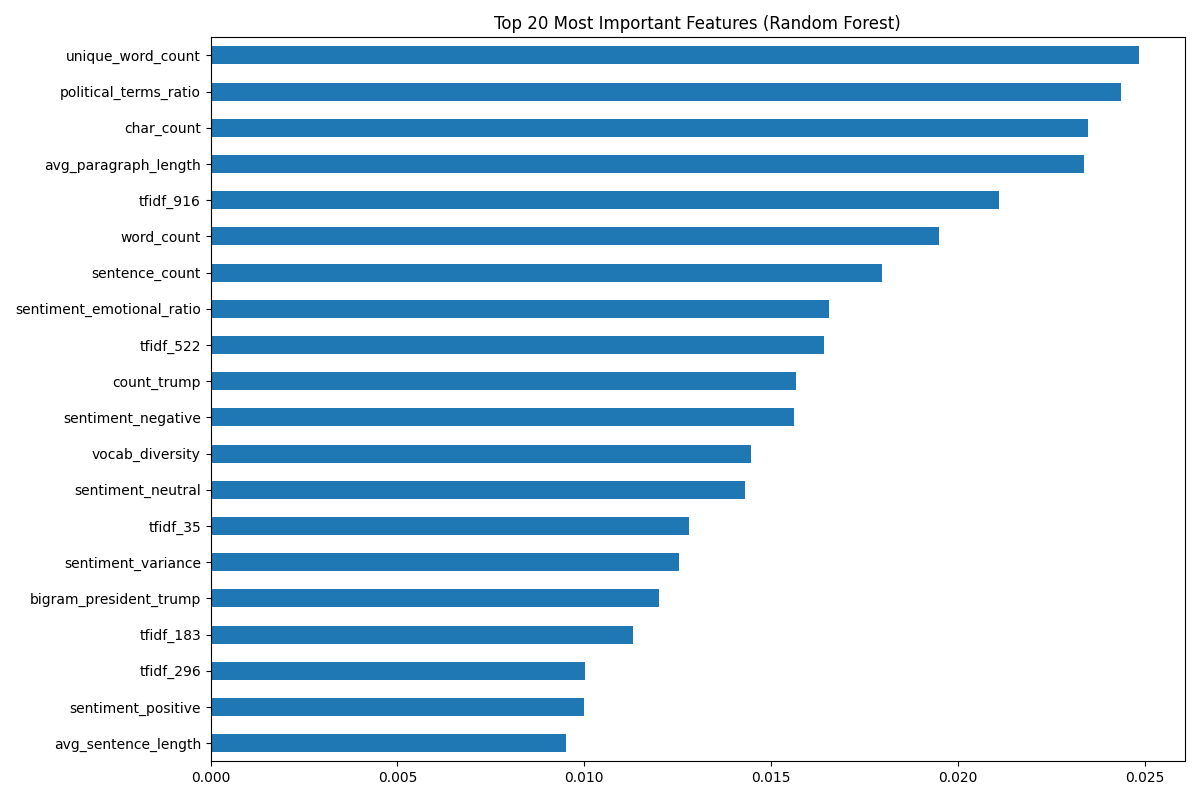 Top 20 Most Important Features (Random Forest)
unique_word_count
political_terms_ratio
char_count
avg_paragraph_length
tfidf_916
word_count
sentence_count
sentiment_emotional_ratio
tfidf_522
count_trump
sentiment_negative
vocab_diversity
sentiment_neutral
tfidf_35
sentiment_variance
bigram_president_trump
tfidf_183
tfidf_296
sentiment_positive
avg_sentence_length
0.000 0.005 0.010 0.015 0.020 0.025